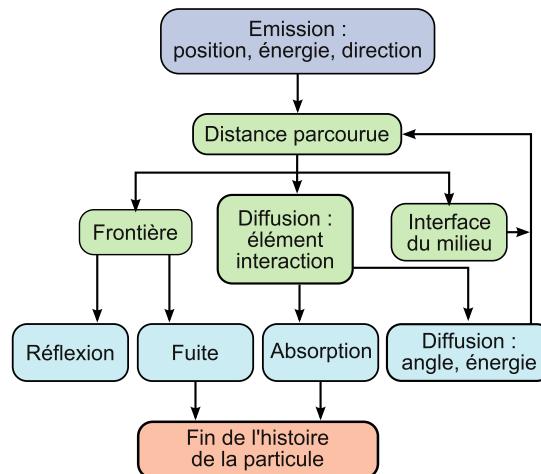 Emission :
position, énergie, direction
Distance parcourue
Frontière
Diffusion :
élément
interaction
Interface
du milieu
Réflexion
Fuite
Absorption
Diffusion :
angle, énergie
Fin de l'histoire
de la particule